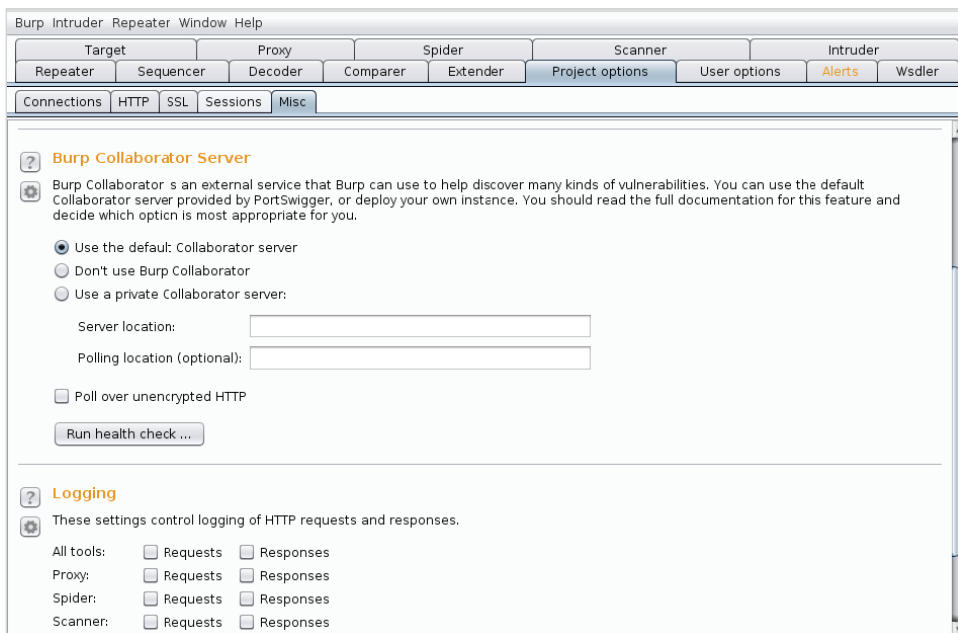 Burp Intruder Repeater Window Help
Target Proxy Spider Scanner Intruder
Repeater Sequencer Decoder Comparer Extender Project options User options Alerts Wsdler
Connections HTTP SSL Sessions Misc
? Burp Collaborator Server
Burp Collaborator s an external service that Burp can use to help discover many kinds of vulnerabilities. You can use the default
Collaborator server provided by PortSwigger, or deploy your own instance. You should read the full documentation for this feature and
decide which option is most appropriate for you.
Use the default Collaborator server
Don't use Burp Collaborator
Use a private Collaborator server:
Server location:
Polling location (optional):
Poll over unencrypted HTTP
Run health check ...
? Logging
These settings control logging of HTTP requests and responses.
All tools: Requests Responses
Proxy: Requests Responses
Spider: Requests Responses
Scanner: Requests Responses